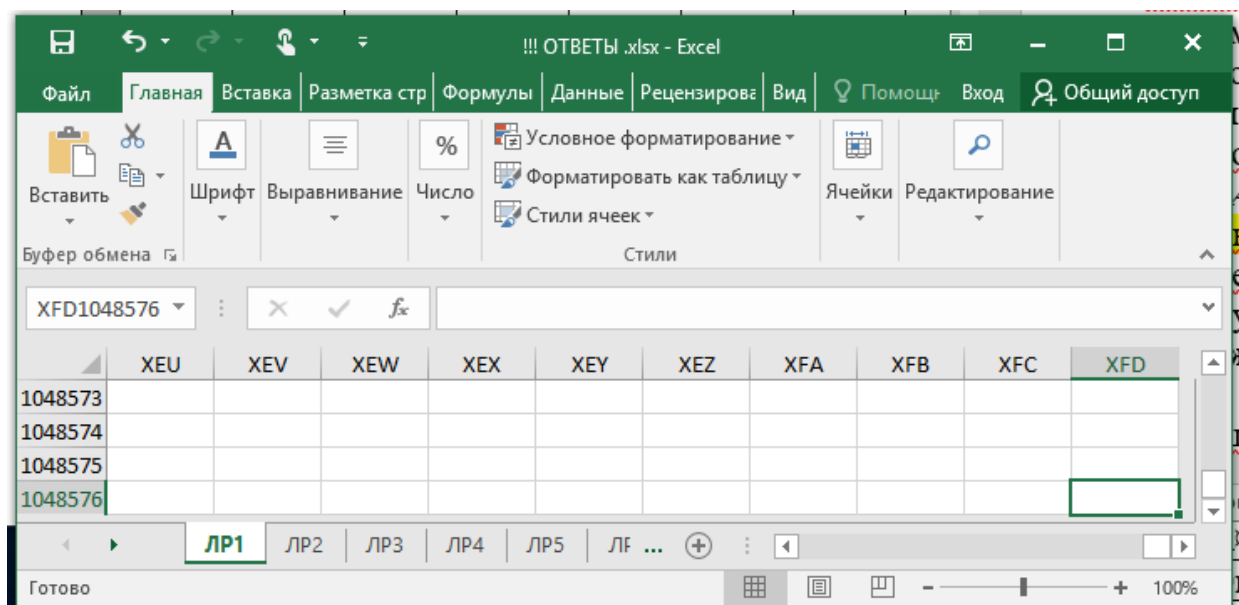 !!! ОТВЕТЫ .xlsx - Excel
Файл Главная Вставка Разметка стр Формулы Данные Рецензирова Вид Помощн Вход Общий доступ
Вставить Шрифт Выравнивание Число Условное форматирование Ячейки Редактирование
Форматировать как таблицу
Стили ячеек
Буфер обмена Стили
XFD1048576 fx
XEU XEV XEW XEX XEY XEZ XFA XFB XFC XFD
1048573
1048574
1048575
1048576
ЛР1 ЛР2 ЛР3 ЛР4 ЛР5 ...
Готово 100%